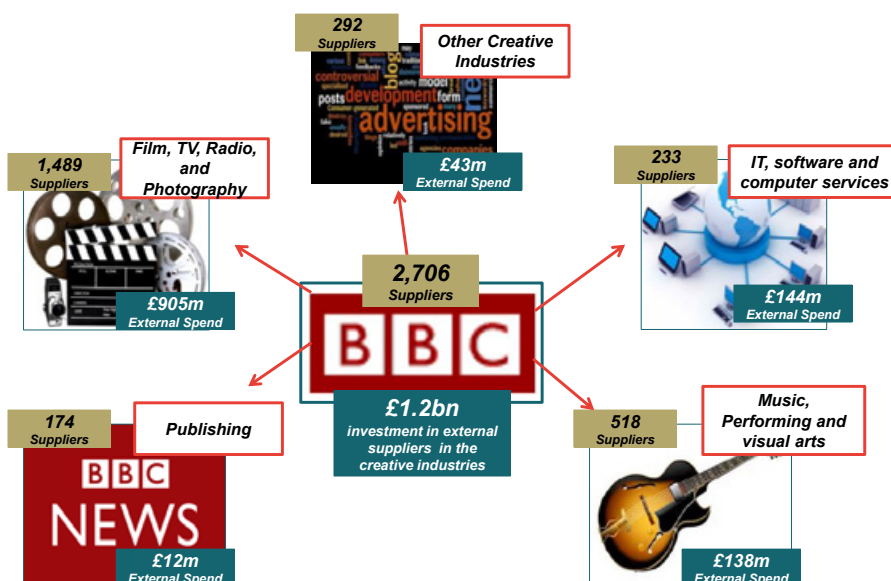 292
Suppliers
Other Creative
Industries
blog
controversial
model
posts
development
form
advertising
companies
£43m
External Spend
1,489
Suppliers
Film, TV, Radio,
and
Photography
£905m
External Spend
233
Suppliers
IT, software and
computer services
£144m
External Spend
2,706
Suppliers
BBC
£1.2bn
investment in external
suppliers in the
creative industries
174
Suppliers
Publishing
BBC
NEWS
£12m
External Spend
518
Suppliers
Music,
Performing and
visual arts
£138m
External Spend